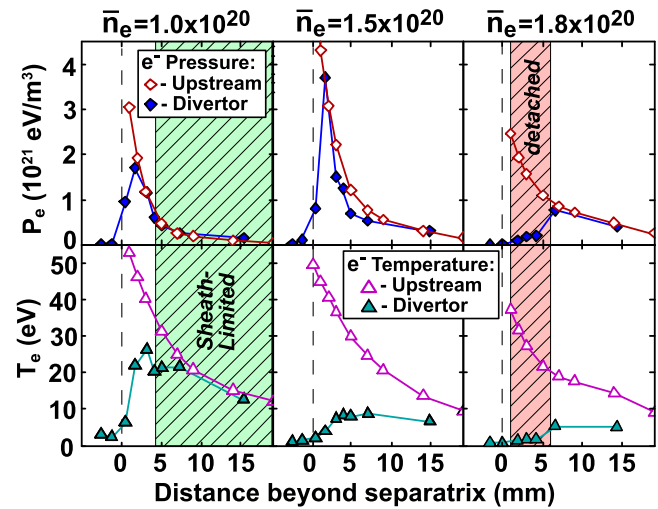 n̅e=1.0x10²⁰ n̅e=1.5x10²⁰ n̅e=1.8x10²⁰
Pe (10²¹ eV/m³)
4
3
2
1
0
e⁻ Pressure:
- Upstream
- Divertor
detached
Te (eV)
50
40
30
20
10
0
Sheath-
Limited
e⁻ Temperature:
- Upstream
- Divertor
0 5 10 15 0 5 10 15 0 5 10 15
Distance beyond separatrix (mm)